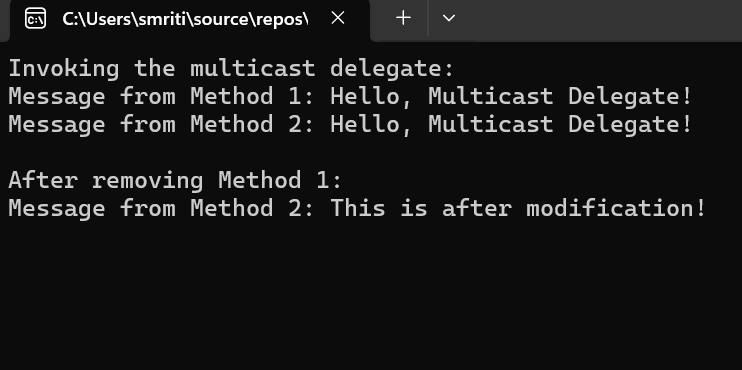 C:\Users\smriti\source\repos\
Invoking the multicast delegate:
Message from Method 1: Hello, Multicast Delegate!
Message from Method 2: Hello, Multicast Delegate!
After removing Method 1:
Message from Method 2: This is after modification!